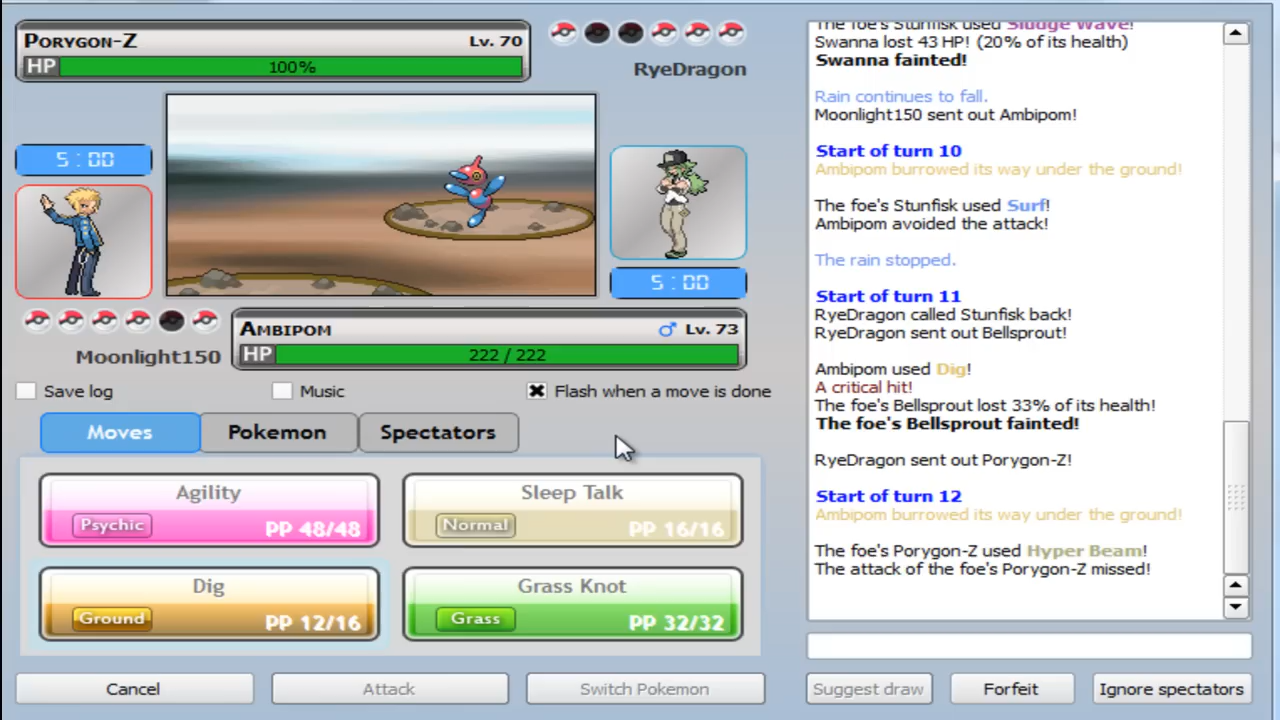 PORYGON-Z Lv. 70
HP 100%
RyeDragon
5:00
5:00
AMBIPOM ♂ Lv. 73
HP 222 / 222
Moonlight150
Save log
Music
Flash when a move is done
Moves
Pokemon
Spectators
Agility
Psychic PP 48/48
Sleep Talk
Normal PP 16/16
Dig
Ground PP 12/16
Grass Knot
Grass PP 32/32
Cancel
Attack
Switch Pokemon
The foe's Stunfisk used Sludge Wave!
Swanna lost 43 HP! (20% of its health)
Swanna fainted!
Rain continues to fall.
Moonlight150 sent out Ambipom!
Start of turn 10
Ambipom burrowed its way under the ground!
The foe's Stunfisk used Surf!
Ambipom avoided the attack!
The rain stopped.
Start of turn 11
RyeDragon called Stunfisk back!
RyeDragon sent out Bellsprout!
Ambipom used Dig!
A critical hit!
The foe's Bellsprout lost 33% of its health!
The foe's Bellsprout fainted!
RyeDragon sent out Porygon-Z!
Start of turn 12
Ambipom burrowed its way under the ground!
The foe's Porygon-Z used Hyper Beam!
The attack of the foe's Porygon-Z missed!
Suggest draw
Forfeit
Ignore spectators